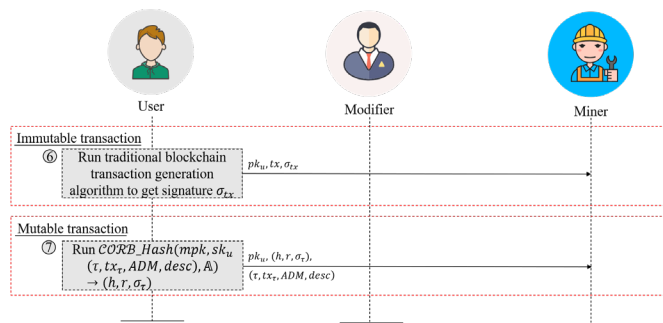 User
Modifier
Miner
Immutable transaction
⑥
Run traditional blockchain
transaction generation
algorithm to get signature σ_tx
pk_u, tx, σ_tx
Mutable transaction
⑦
Run CORB_Hash(mpk, sk_u
(τ, tx_τ, ADM, desc), 𝔸)
→ (h, r, σ_τ)
pk_u, (h, r, σ_τ),
(τ, tx_τ, ADM, desc)